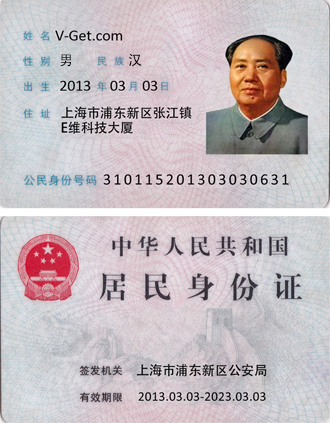 姓名 V-Get.com
性别 男 民族 汉
出生 2013 年 03 月 03 日
住址 上海市浦东新区张江镇
E维科技大厦
公民身份号码 310115201303030631
中华人民共和国
居民身份证
签发机关 上海市浦东新区公安局
有效期限 2013.03.03-2023.03.03